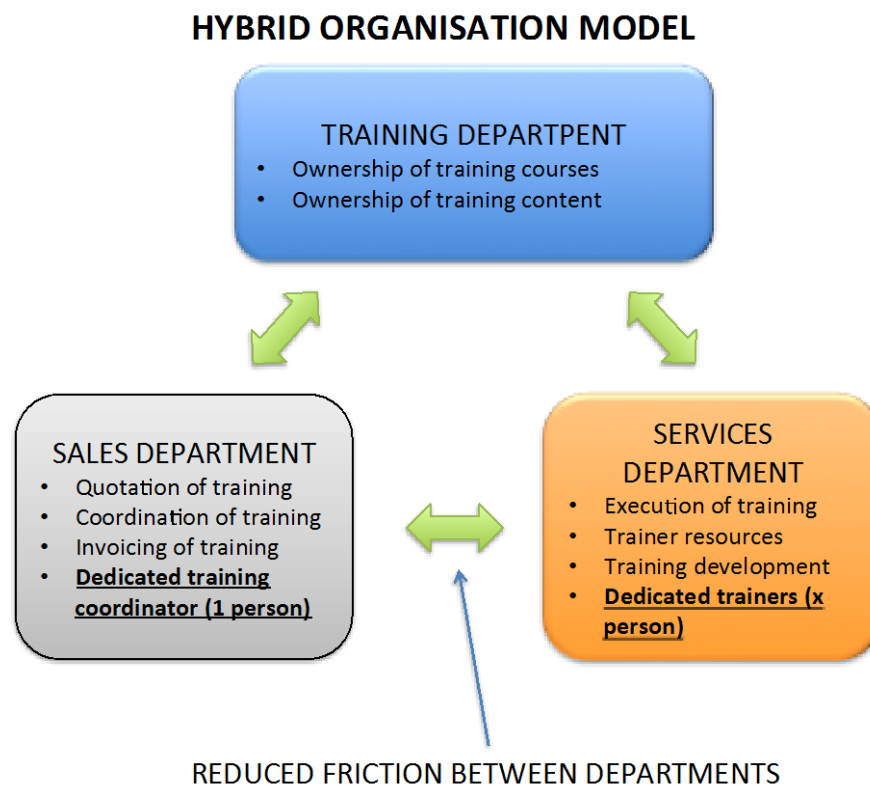 HYBRID ORGANISATION MODEL
TRAINING DEPARTPENT
• Ownership of training courses
• Ownership of training content
SALES DEPARTMENT
• Quotation of training
• Coordination of training
• Invoicing of training
• Dedicated training
coordinator (1 person)
SERVICES
DEPARTMENT
• Execution of training
• Trainer resources
• Training development
• Dedicated trainers (x
person)
REDUCED FRICTION BETWEEN DEPARTMENTS